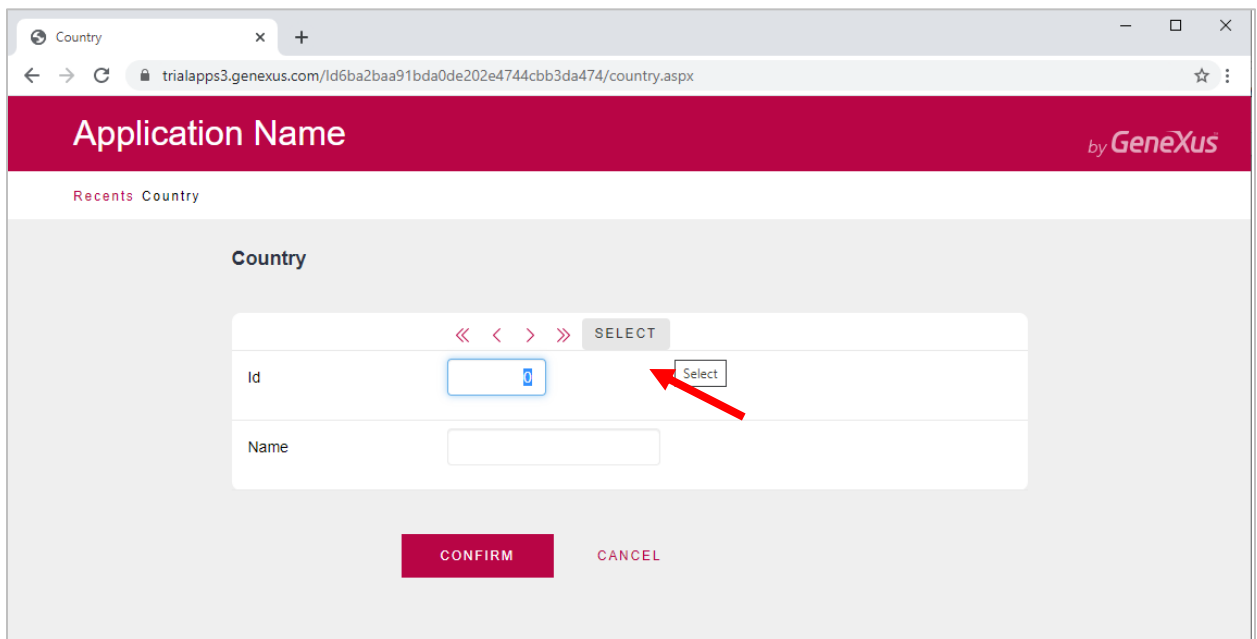 Country
trialapps3.genexus.com/Id6ba2baa91bda0de202e4744cbb3da474/country.aspx
Application Name
by GeneXus
Recents Country
Country
SELECT
Id
0
Select
Name
CONFIRM CANCEL